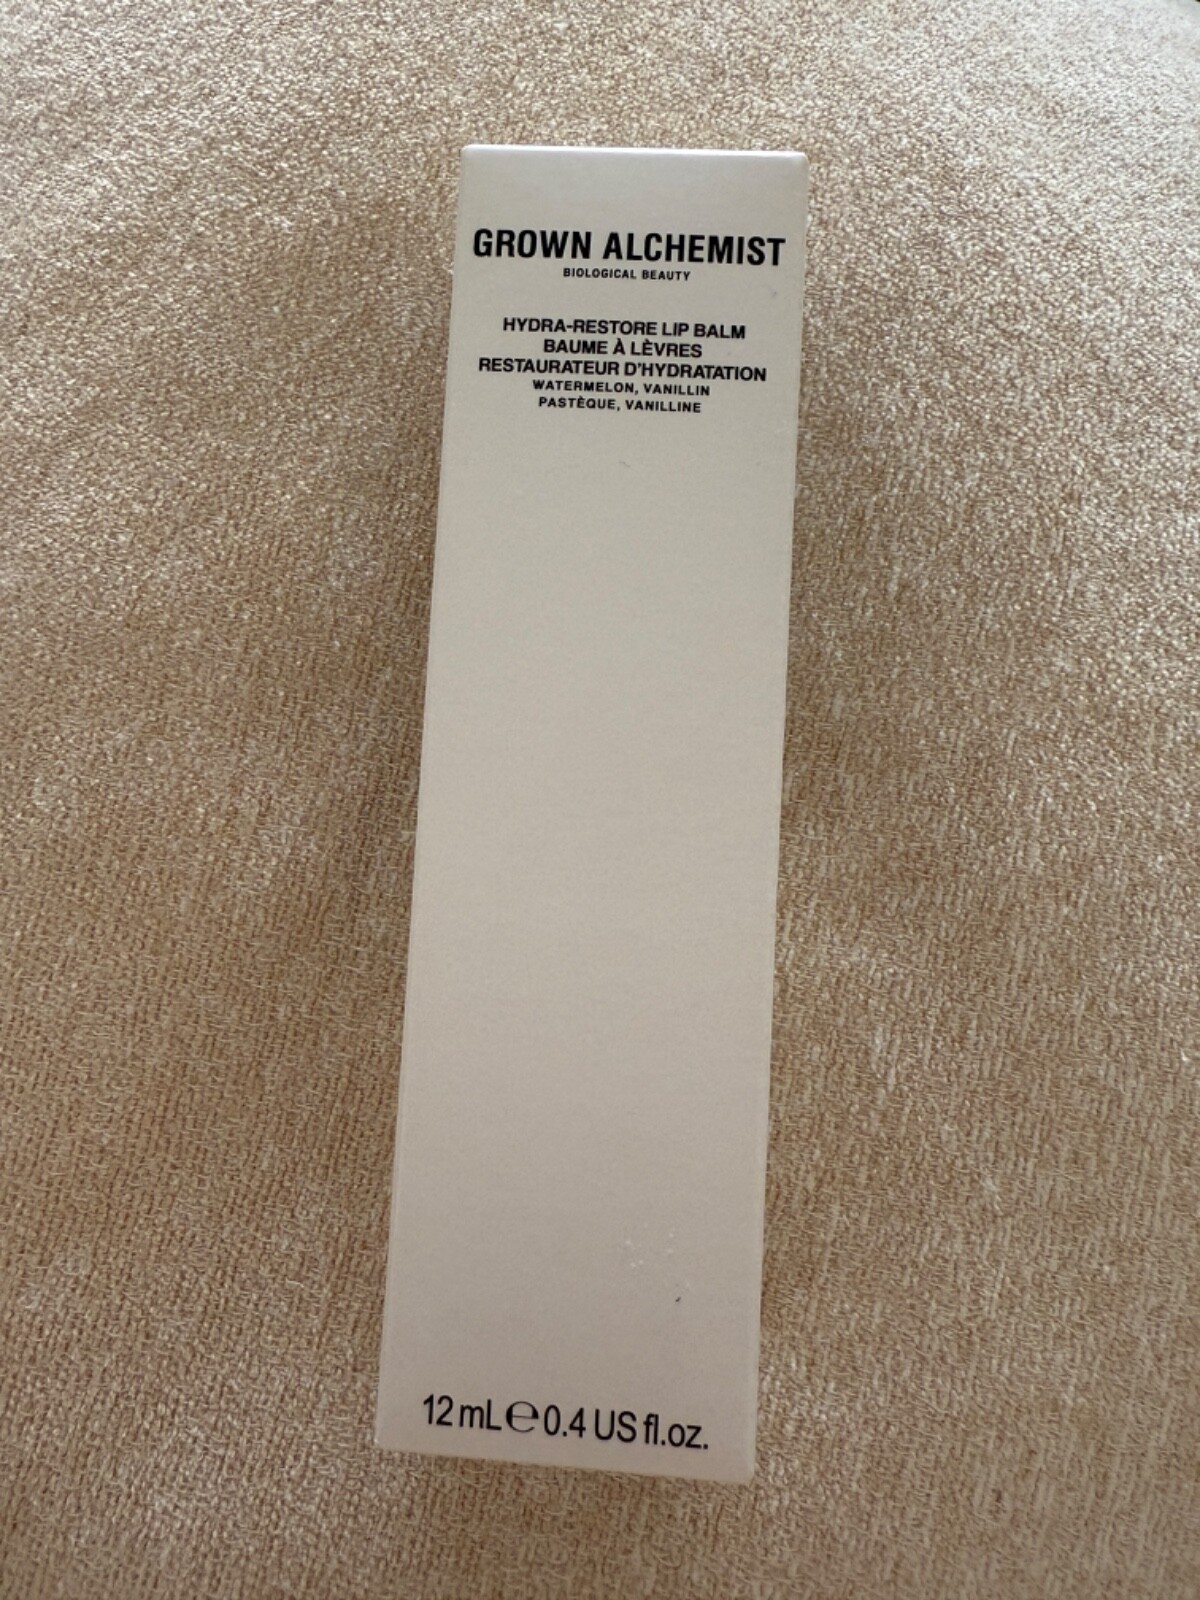 GROWN ALCHEMIST
BIOLOGICAL BEAUTY
HYDRA-RESTORE LIP BALM
BAUME À LÈVRES
RESTAURATEUR D'HYDRATATION
WATERMELON, VANILLIN
PASTÈQUE, VANILLINE
12 mL ℮ 0.4 US fl.oz.